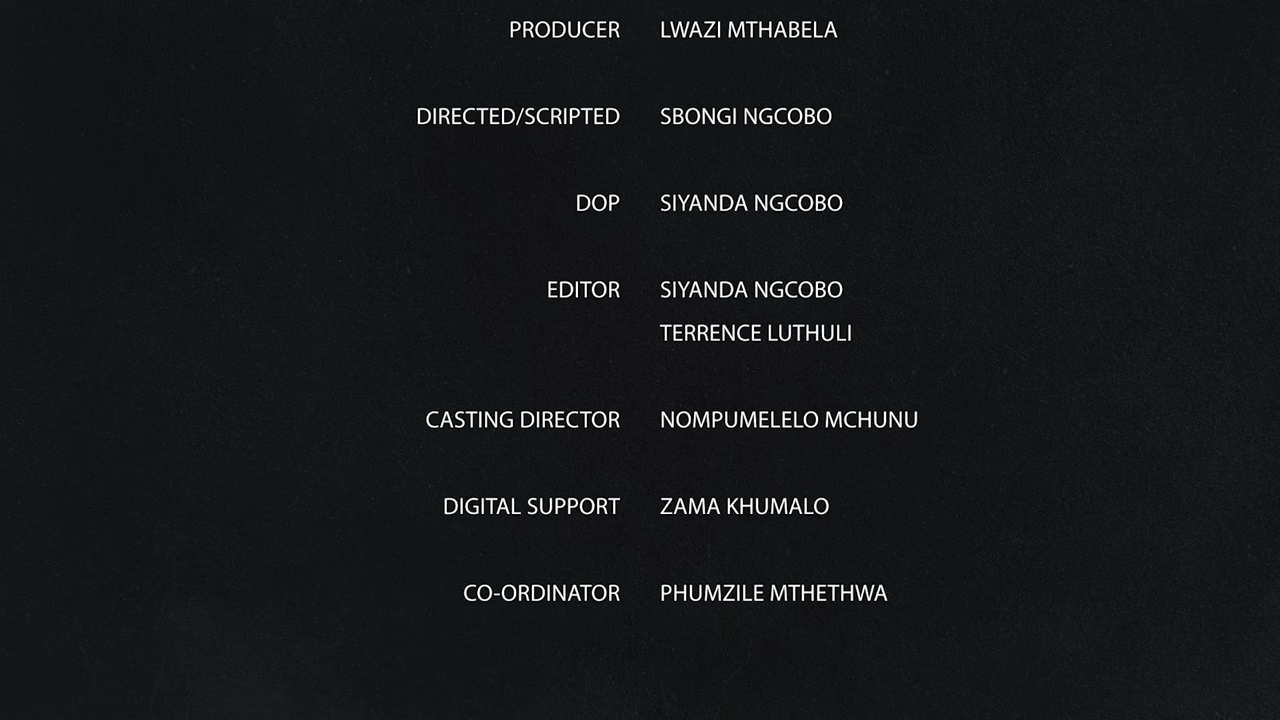 PRODUCER LWAZI MTHABELA
DIRECTED/SCRIPTED SBONGI NGCOBO
DOP SIYANDA NGCOBO
EDITOR SIYANDA NGCOBO
TERRENCE LUTHULI
CASTING DIRECTOR NOMPUMELELO MCHUNU
DIGITAL SUPPORT ZAMA KHUMALO
CO-ORDINATOR PHUMZILE MTHETHWA